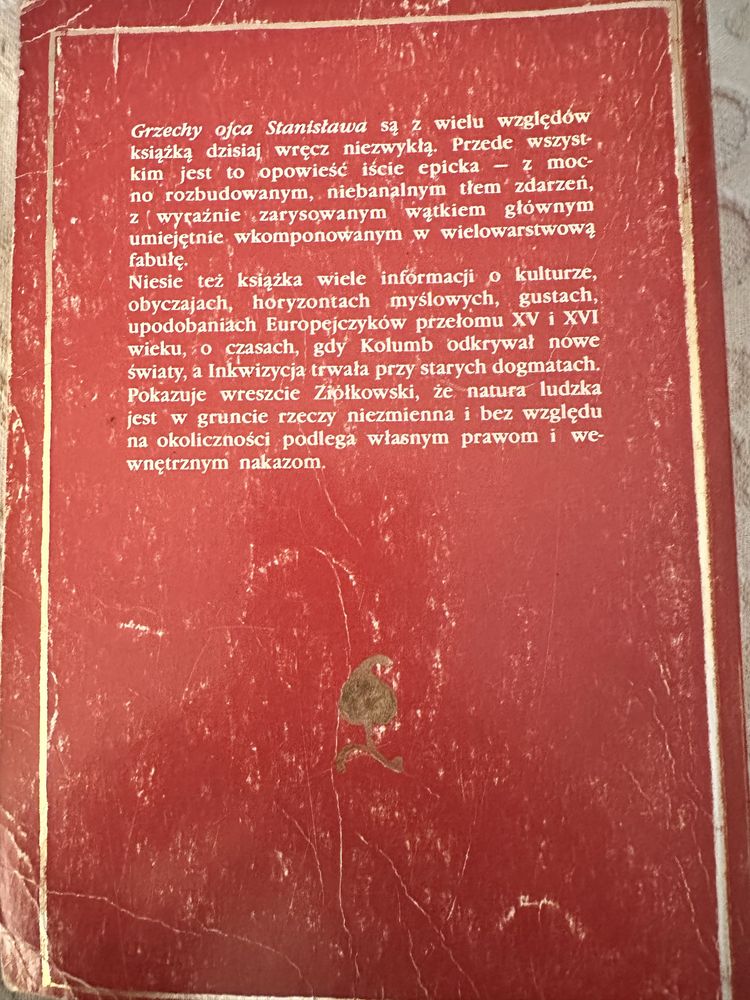 Grzechy ojca Stanisława są z wielu względów
książką dzisiaj wręcz niezwykłą. Przede wszyst-
kim jest to opowieść iście epicka — z moc-
no rozbudowanym, niebanalnym tłem zdarzeń,
z wyraźnie zarysowanym wątkiem głównym
umiejętnie wkomponowanym w wielowarstwową
fabułę.
Niesie też książka wiele informacji o kulturze,
obyczajach, horyzontach myślowych, gustach,
upodobaniach Europejczyków przełomu XV i XVI
wieku, o czasach, gdy Kolumb odkrywał nowe
światy, a Inkwizycja trwała przy starych dogmatach.
Pokazuje wreszcie Ziółkowski, że natura ludzka
jest w gruncie rzeczy niezmienna i bez względu
na okoliczności podlega własnym prawom i we-
wnętrznym nakazom.